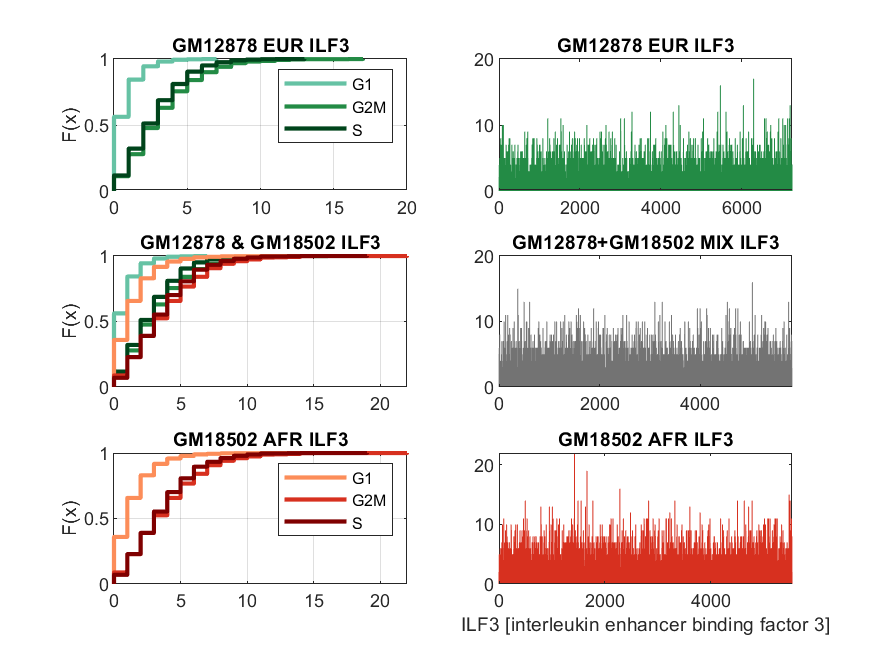 GM12878 EUR ILF3
1
0.5
0
F(x)
0 5 10 15 20
G1
G2M
S
GM12878 EUR ILF3
20
10
0
0 2000 4000 6000
GM12878 & GM18502 ILF3
1
0.5
0
F(x)
0 5 10 15 20
GM12878+GM18502 MIX ILF3
20
10
0
0 2000 4000
GM18502 AFR ILF3
1
0.5
0
F(x)
0 5 10 15 20
G1
G2M
S
GM18502 AFR ILF3
20
10
0
0 2000 4000
ILF3 [interleukin enhancer binding factor 3]